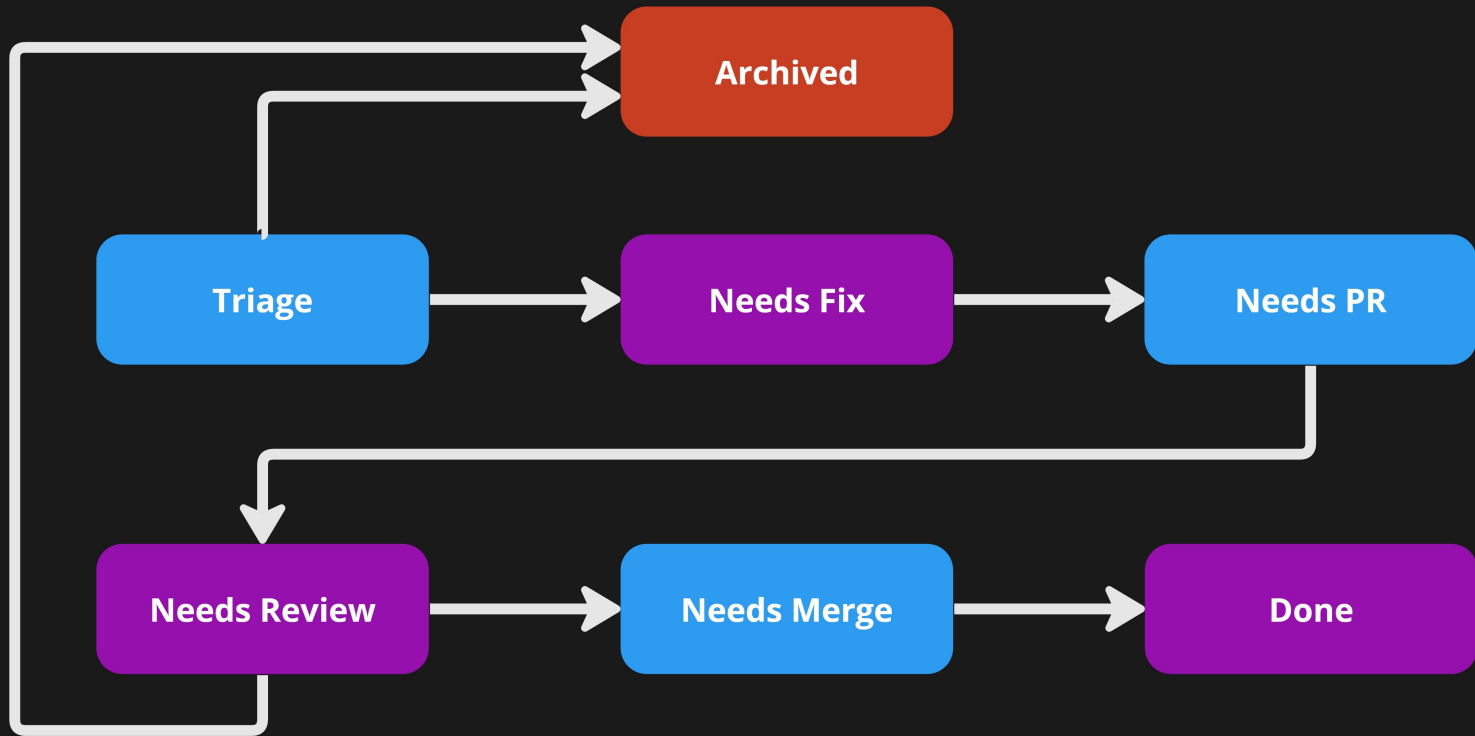 Archived
Triage
Needs Fix
Needs PR
Needs Review
Needs Merge
Done